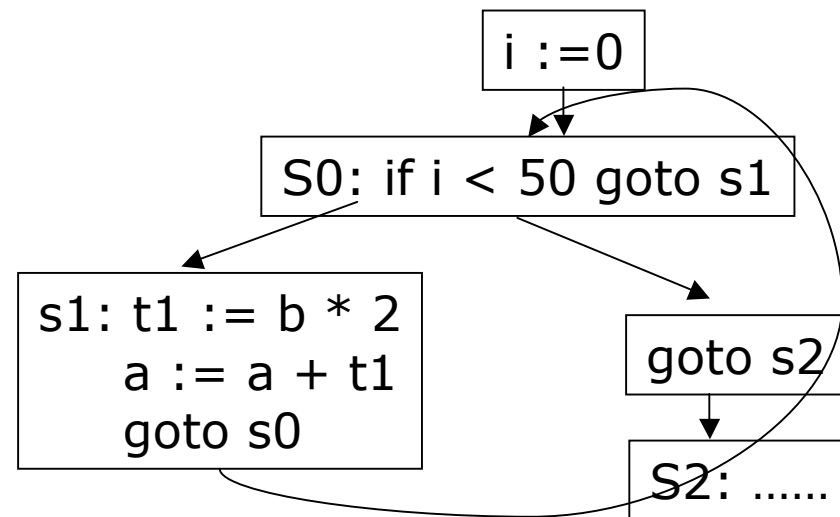 i :=0
S0: if i < 50 goto s1
s1: t1 := b * 2
a := a + t1
goto s0
goto s2
S2: ......